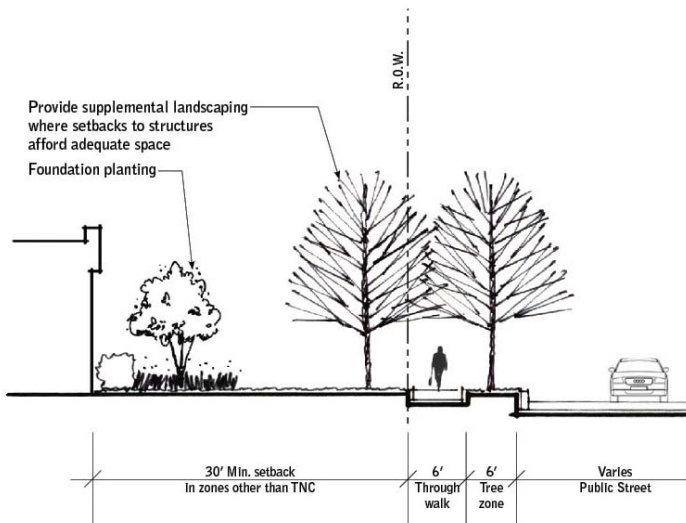 R.O.W.
Provide supplemental landscaping
where setbacks to structures
afford adequate space
Foundation planting
30' Min. setback
in zones other than TNC
6'
Through
walk
6'
Tree
zone
Varies
Public Street